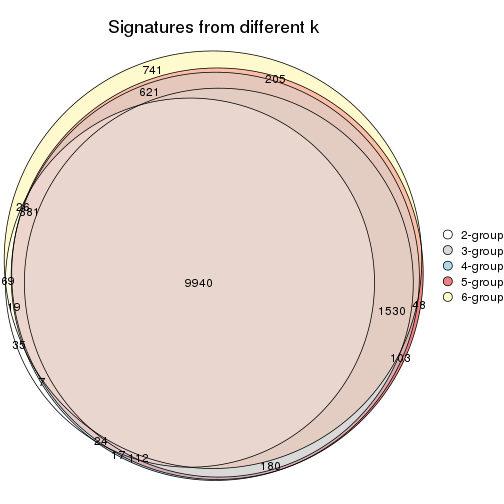 Signatures from different k
741
205
621
26
381
9940
69
19
1530
48
35
103
7
24
17
112
180
2-group
3-group
4-group
5-group
6-group